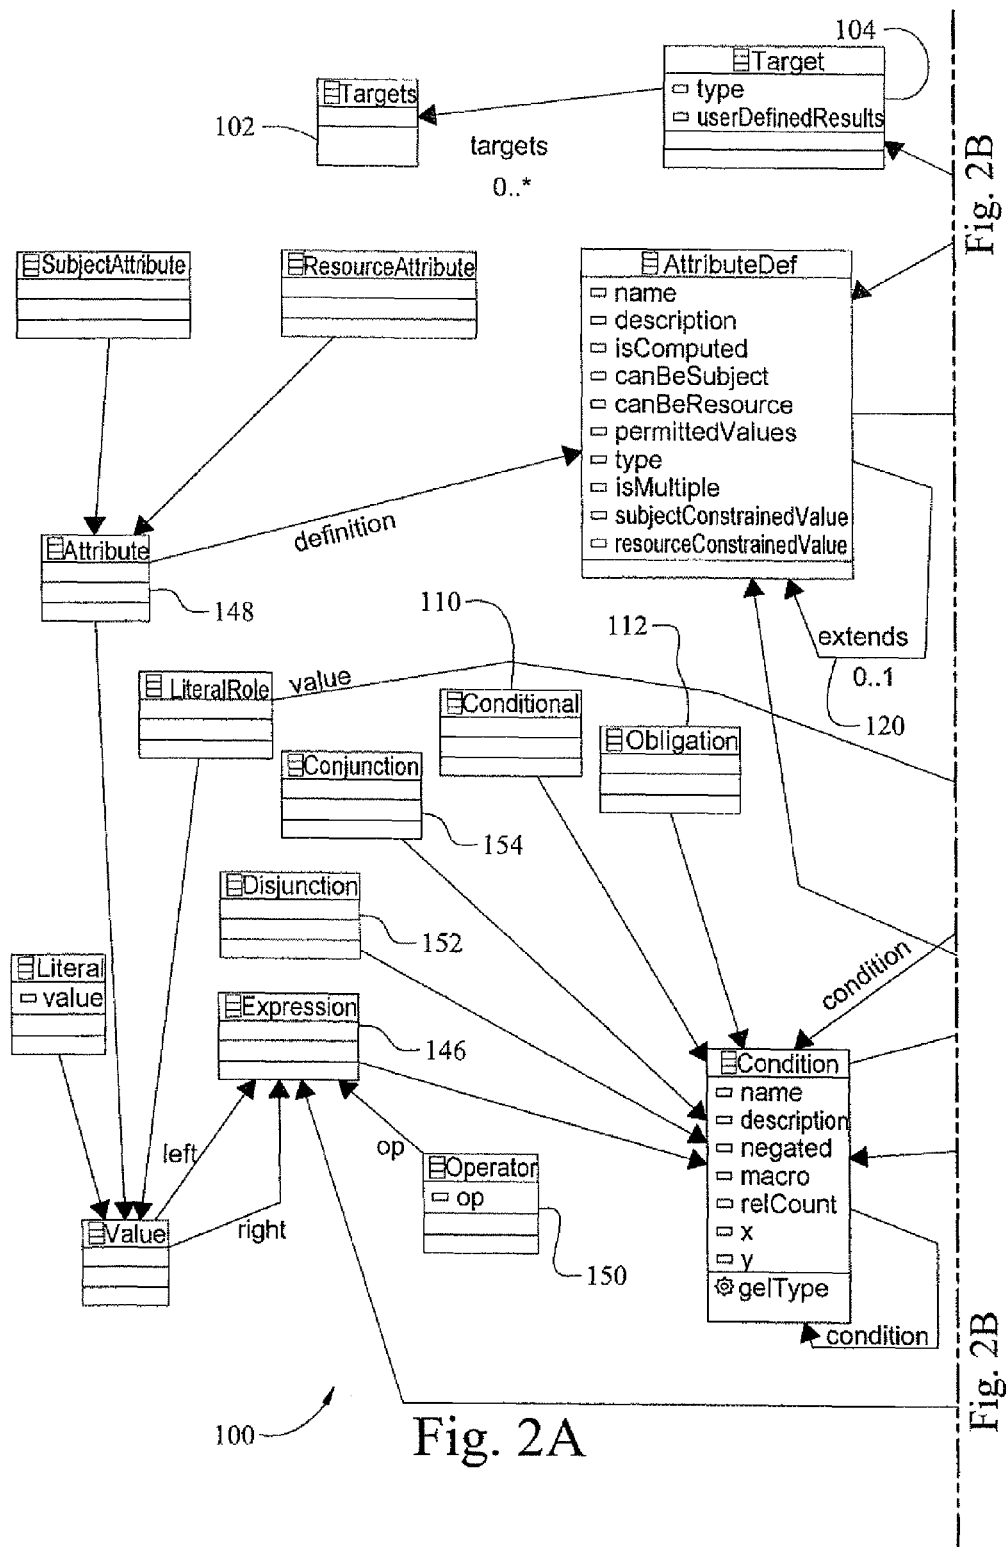 104
Target
type
userDefinedResults
Targets
102
targets
0..*
Fig. 2B
SubjectAttribute
ResourceAttribute
AttributeDef
name
description
isComputed
canBeSubject
canBeResource
permittedValues
type
isMultiple
subjectConstrainedValue
resourceConstrainedValue
definition
Attribute
148
110
112
extends
0..1
120
LiteralRole
value
Conditional
Obligation
Conjunction
154
Disjunction
152
condition
Literal
value
Expression
146
Condition
name
description
negated
macro
relCount
x
y
gelType
condition
left
right
op
Operator
op
150
Value
100
Fig. 2A
Fig. 2B